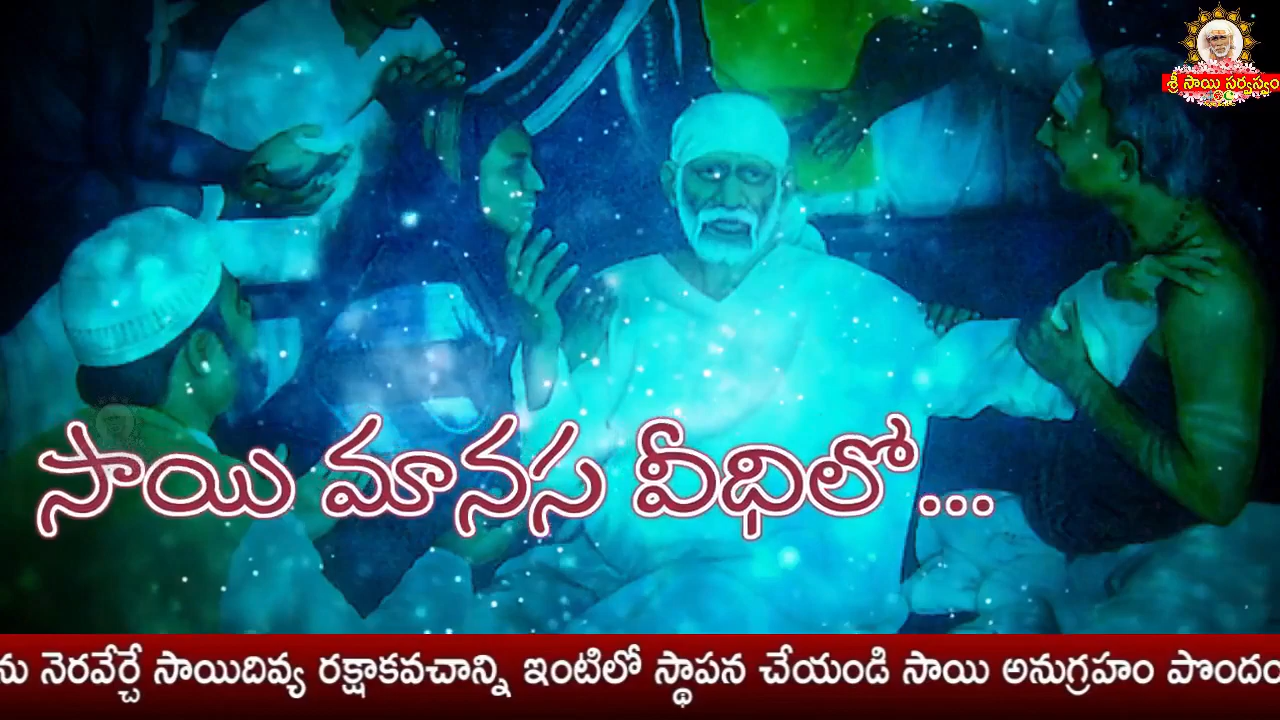 శ్రీ సాయి సర్వస్వం
సాయి మానస వీధిలో...
ను నెరవేర్చే సాయిదివ్య రక్షాకవచాన్ని ఇంటిలో స్థాపన చేయండి సాయి అనుగ్రహం పొందం